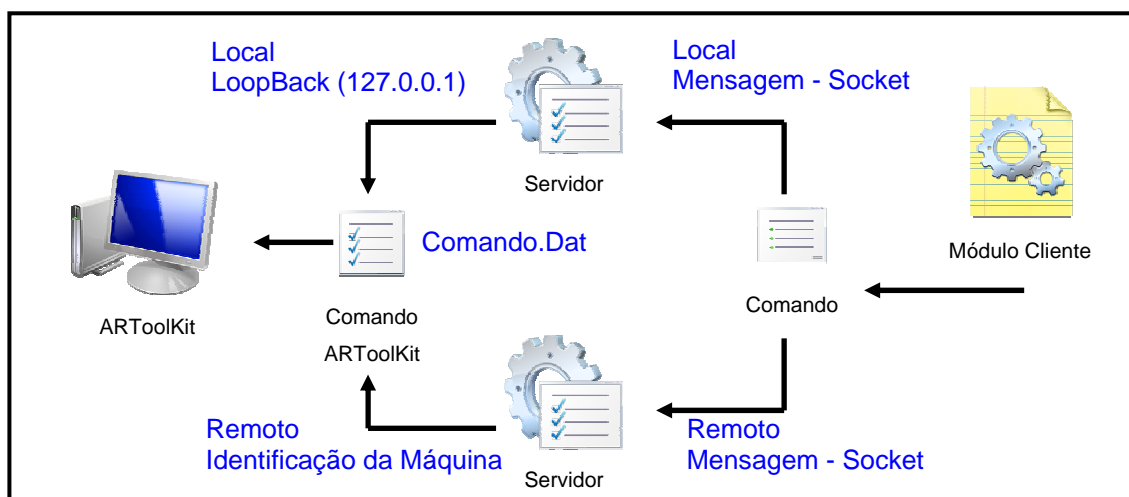 Local
LoopBack (127.0.0.1)
Local
Mensagem - Socket
Servidor
Módulo Cliente
Comando.Dat
Comando
ARToolKit
Comando
ARToolKit
Remoto
Identificação da Máquina
Servidor
Remoto
Mensagem - Socket